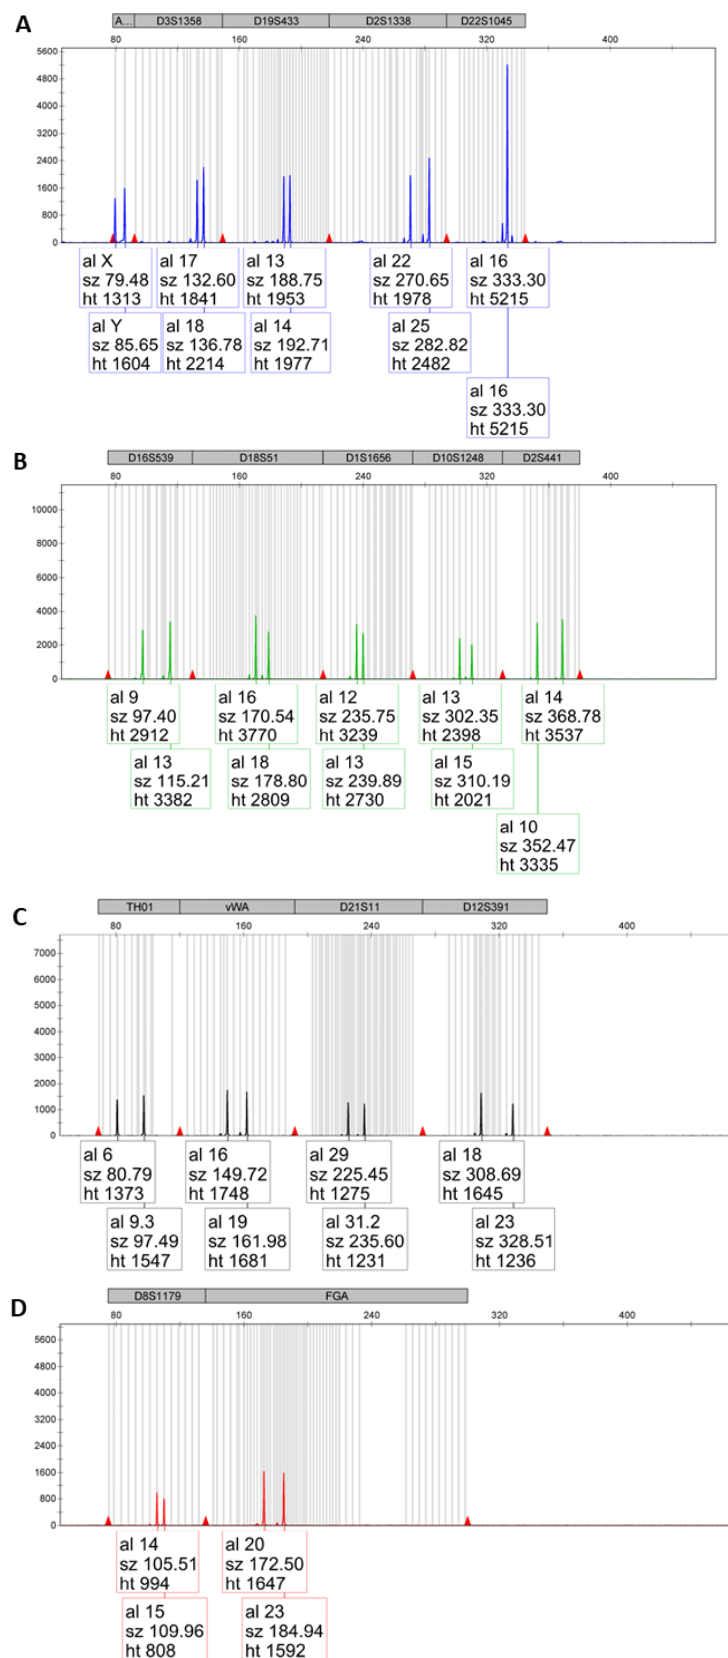 A
A... D3S1358 D19S433 D2S1338 D22S1045
80 160 240 320 400
5600
4800
4000
3200
2400
1600
800
0
al X
sz 79.48
ht 1313
al 17
sz 132.60
ht 1841
al 13
sz 188.75
ht 1953
al 22
sz 270.65
ht 1978
al 16
sz 333.30
ht 5215
al Y
sz 85.65
ht 1604
al 18
sz 136.78
ht 2214
al 14
sz 192.71
ht 1977
al 25
sz 282.82
ht 2482
al 16
sz 333.30
ht 5215
B
D16S539 D18S51 D1S1656 D10S1248 D2S441
80 160 240 320 400
10000
8000
6000
4000
2000
0
al 9
sz 97.40
ht 2912
al 16
sz 170.54
ht 3770
al 12
sz 235.75
ht 3239
al 13
sz 302.35
ht 2398
al 14
sz 368.78
ht 3537
al 13
sz 115.21
ht 3382
al 18
sz 178.80
ht 2809
al 13
sz 239.89
ht 2730
al 15
sz 310.19
ht 2021
al 10
sz 352.47
ht 3335
C
TH01 vWA D21S11 D12S391
80 160 240 320 400
7000
6000
5000
4000
3000
2000
1000
0
al 6
sz 80.79
ht 1373
al 16
sz 149.72
ht 1748
al 29
sz 225.45
ht 1275
al 18
sz 308.69
ht 1645
al 9.3
sz 97.49
ht 1547
al 19
sz 161.98
ht 1681
al 31.2
sz 235.60
ht 1231
al 23
sz 328.51
ht 1236
D
D8S1179 FGA
80 160 240 320 400
5600
4800
4000
3200
2400
1600
800
0
al 14
sz 105.51
ht 994
al 20
sz 172.50
ht 1647
al 15
sz 109.96
ht 808
al 23
sz 184.94
ht 1592